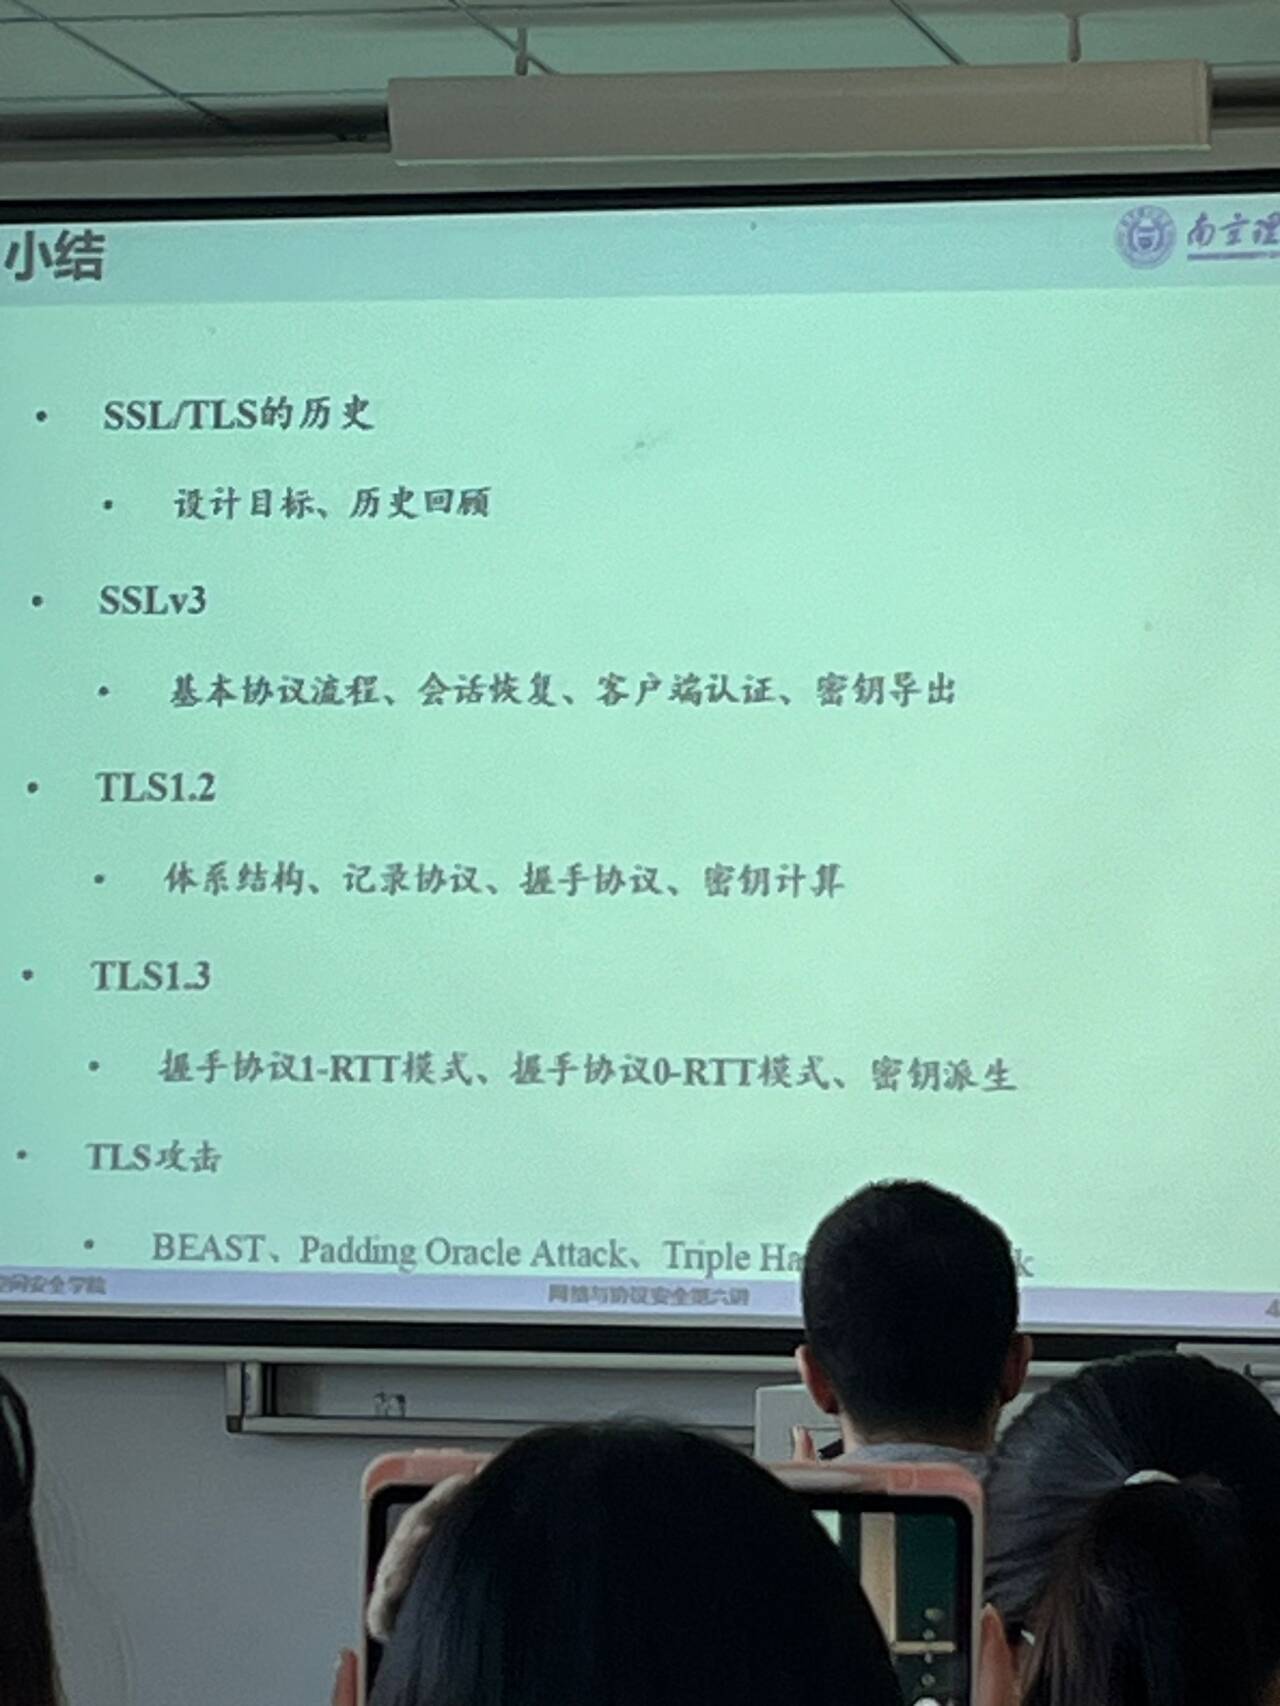 小结
南京理
• SSL/TLS的历史
• 设计目标、历史回顾
• SSLv3
• 基本协议流程、会话恢复、客户端认证、密钥导出
• TLS1.2
• 体系结构、记录协议、握手协议、密钥计算
• TLS1.3
• 握手协议1-RTT模式、握手协议0-RTT模式、密钥派生
• TLS攻击
• BEAST、Padding Oracle Attack、Triple Ha
空间安全学院
网络与协议安全第六讲
4